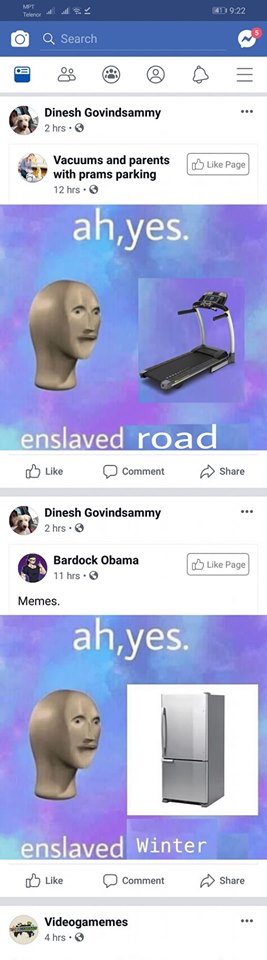 MPT
Telenor
9:22
Search
5
Dinesh Govindsammy
2 hrs •
Vacuums and parents
with prams parking
12 hrs •
Like Page
ah,yes.
enslaved road
Like Comment Share
Dinesh Govindsammy
2 hrs •
Bardock Obama
11 hrs •
Like Page
Memes.
ah,yes.
enslaved Winter
Like Comment Share
Videogamemes
4 hrs •